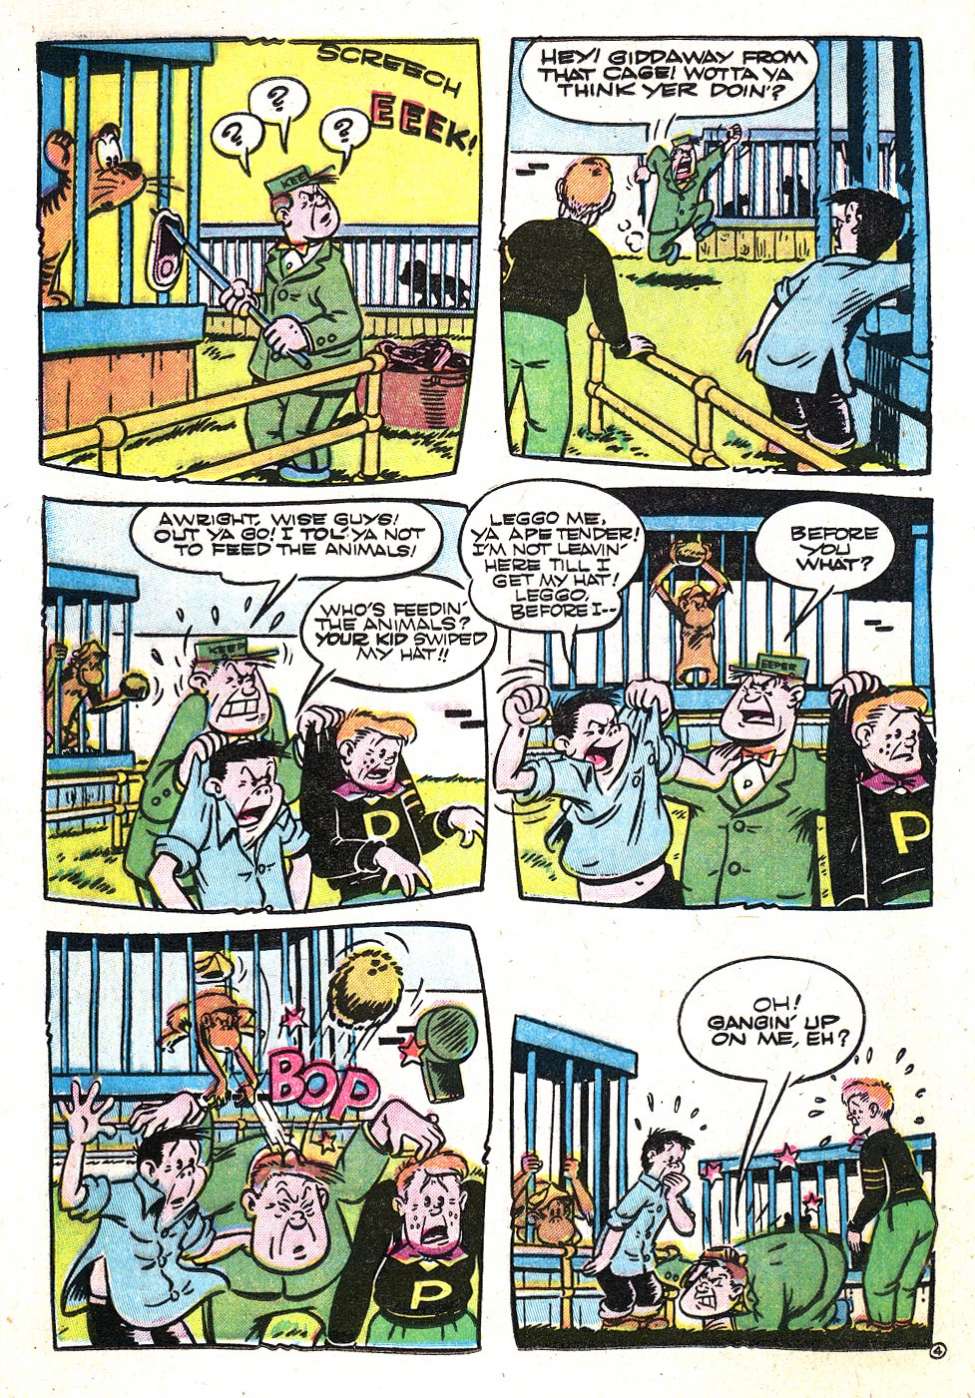 SCREECH
EEEEK!
?
?
?
KEE
HEY! GIDDAWAY FROM
THAT CAGE! WOTTA YA
THINK YER DOIN'?
AWRIGHT, WISE GUYS!
OUT YA GO! I TOL' YA NOT
TO FEED THE ANIMALS!
WHO'S FEEDIN'
THE ANIMALS?
YOUR KID SWIPED
MY HAT!!
KEEP
P
LEGGO ME,
YA APE TENDER!
I'M NOT LEAVIN'
HERE TILL I
GET MY HAT!
LEGGO,
BEFORE I--
BEFORE
YOU
WHAT?
EEPER
P
BOP
P
OH!
GANGIN' UP
ON ME, EH?
4